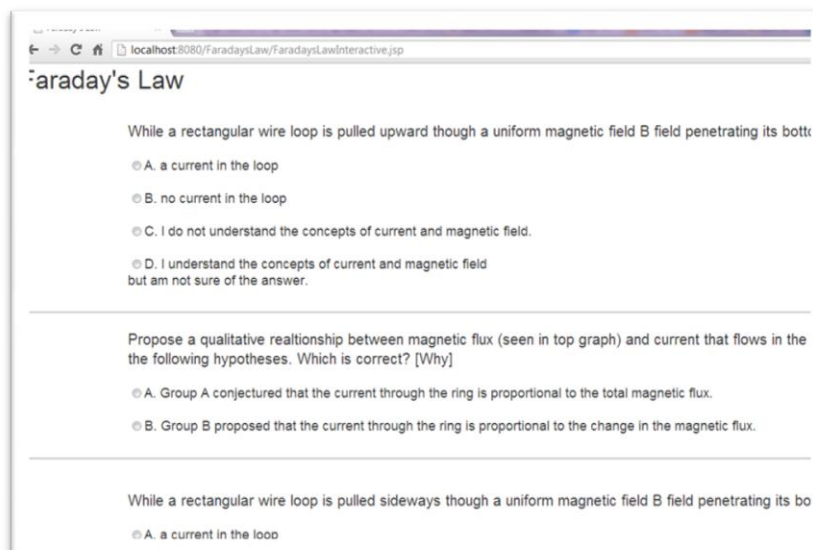 localhost:8080/FaradaysLaw/FaradaysLawInteractive.jsp
Faraday's Law
While a rectangular wire loop is pulled upward though a uniform magnetic field B field penetrating its botto
A. a current in the loop
B. no current in the loop
C. I do not understand the concepts of current and magnetic field.
D. I understand the concepts of current and magnetic field
but am not sure of the answer.
Propose a qualitative realtionship between magnetic flux (seen in top graph) and current that flows in the
the following hypotheses. Which is correct? [Why]
A. Group A conjectured that the current through the ring is proportional to the total magnetic flux.
B. Group B proposed that the current through the ring is proportional to the change in the magnetic flux.
While a rectangular wire loop is pulled sideways though a uniform magnetic field B field penetrating its bo
A. a current in the loop